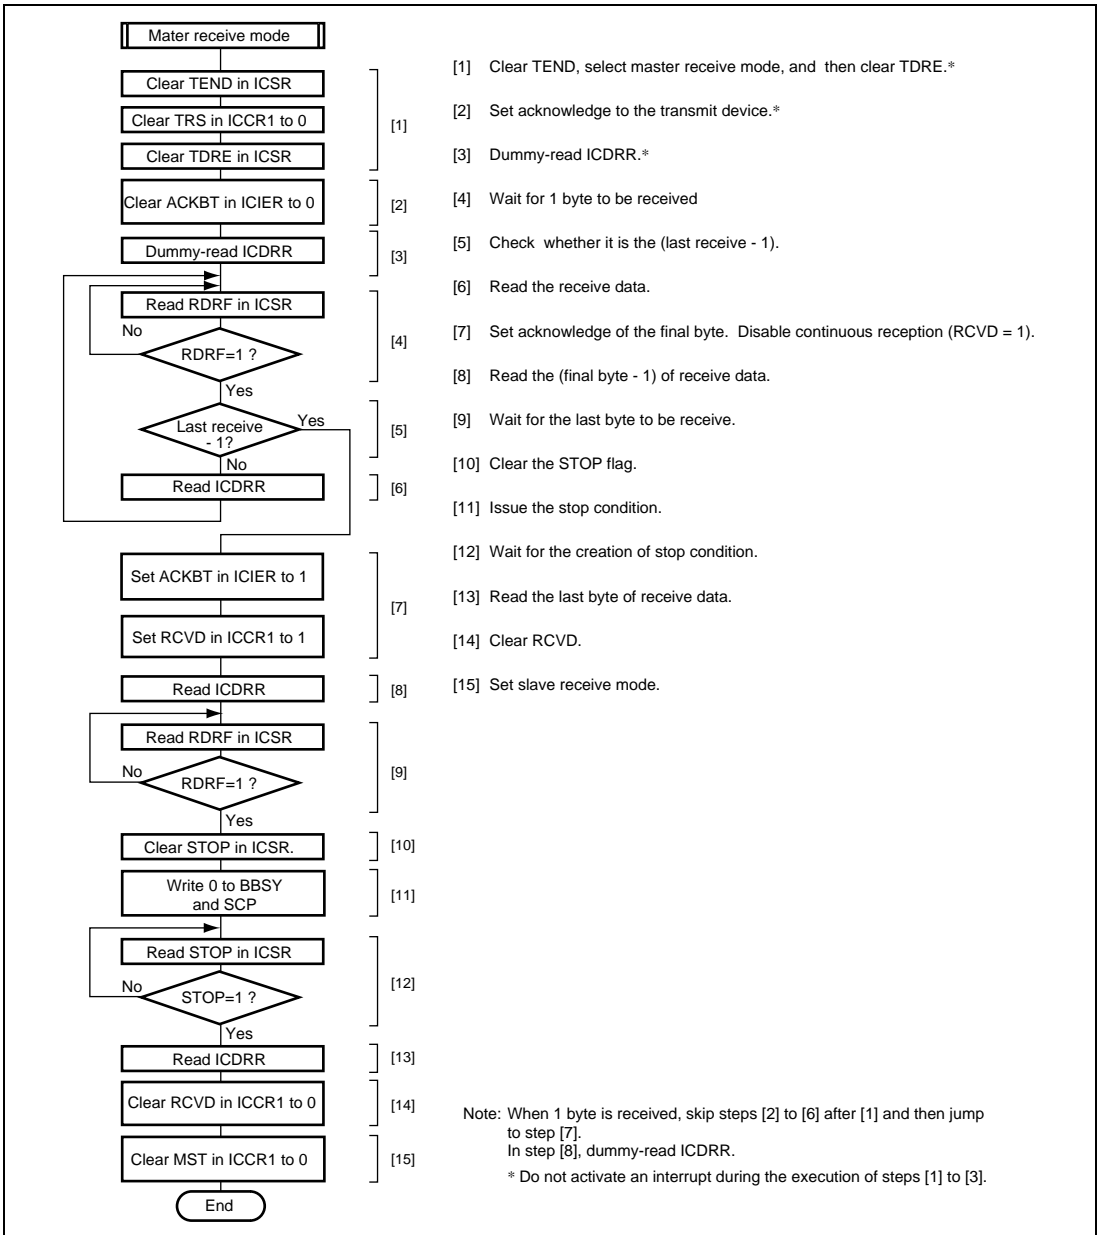 Mater receive mode
Clear TEND in ICSR
Clear TRS in ICCR1 to 0
Clear TDRE in ICSR
[1]
Clear ACKBT in ICIER to 0
[2]
Dummy-read ICDRR
[3]
Read RDRF in ICSR
No
RDRF=1 ?
[4]
Yes
Last receive
- 1?
Yes
[5]
No
Read ICDRR
[6]
Set ACKBT in ICIER to 1
[7]
Set RCVD in ICCR1 to 1
Read ICDRR
[8]
Read RDRF in ICSR
No
RDRF=1 ?
[9]
Yes
Clear STOP in ICSR.
[10]
Write 0 to BBSY
and SCP
[11]
Read STOP in ICSR
No
STOP=1 ?
[12]
Yes
Read ICDRR
[13]
Clear RCVD in ICCR1 to 0
[14]
Clear MST in ICCR1 to 0
[15]
End
[1] Clear TEND, select master receive mode, and then clear TDRE.*
[2] Set acknowledge to the transmit device.*
[3] Dummy-read ICDRR.*
[4] Wait for 1 byte to be received
[5] Check whether it is the (last receive - 1).
[6] Read the receive data.
[7] Set acknowledge of the final byte. Disable continuous reception (RCVD = 1).
[8] Read the (final byte - 1) of receive data.
[9] Wait for the last byte to be receive.
[10] Clear the STOP flag.
[11] Issue the stop condition.
[12] Wait for the creation of stop condition.
[13] Read the last byte of receive data.
[14] Clear RCVD.
[15] Set slave receive mode.
Note: When 1 byte is received, skip steps [2] to [6] after [1] and then jump
to step [7].
In step [8], dummy-read ICDRR.
* Do not activate an interrupt during the execution of steps [1] to [3].